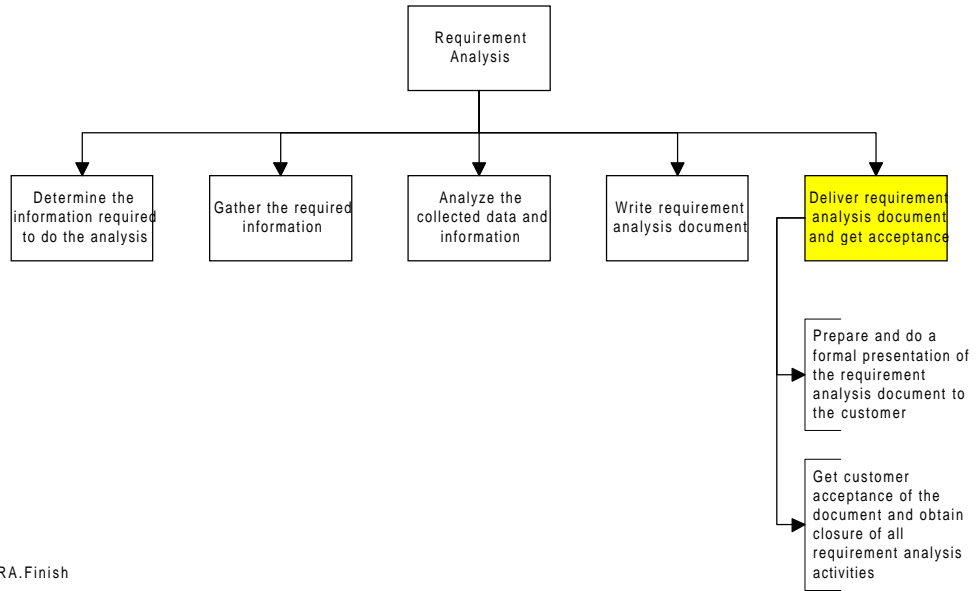 Requirement
Analysis
Determine the
information required
to do the analysis
Gather the required
information
Analyze the
collected data and
information
Write requirement
analysis document
Deliver requirement
analysis document
and get acceptance
Prepare and do a
formal presentation of
the requirement
analysis document to
the customer
Get customer
acceptance of the
document and obtain
closure of all
requirement analysis
activities
RA.Finish